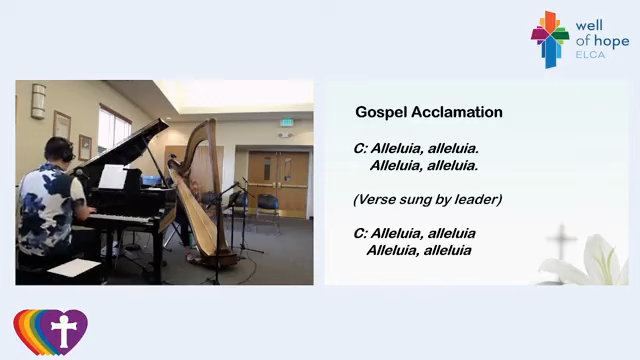 well
of hope
ELCA
Gospel Acclamation
C: Alleluia, alleluia.
Alleluia, alleluia.
(Verse sung by leader)
C: Alleluia, alleluia
Alleluia, alleluia